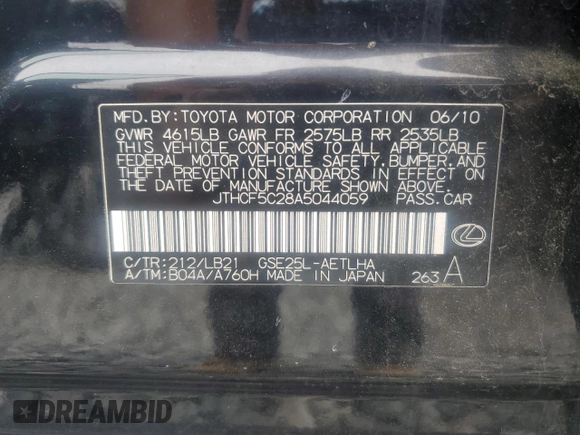 MFD. BY: TOYOTA MOTOR CORPORATION 06/10
GVWR 4615LB GAWR FR 2575LB RR 2535LB
THIS VEHICLE CONFORMS TO ALL APPLICABLE
FEDERAL MOTOR VEHICLE SAFETY, BUMPER, AND
THEFT PREVENTION STANDARDS IN EFFECT ON
THE DATE OF MANUFACTURE SHOWN ABOVE.
JTHCF5C28A5044059 PASS. CAR
C/TR: 212/LB21 GSE25L-AETLHA
A/TM: B04A/A760H MADE IN JAPAN 263 A
DREAMBID